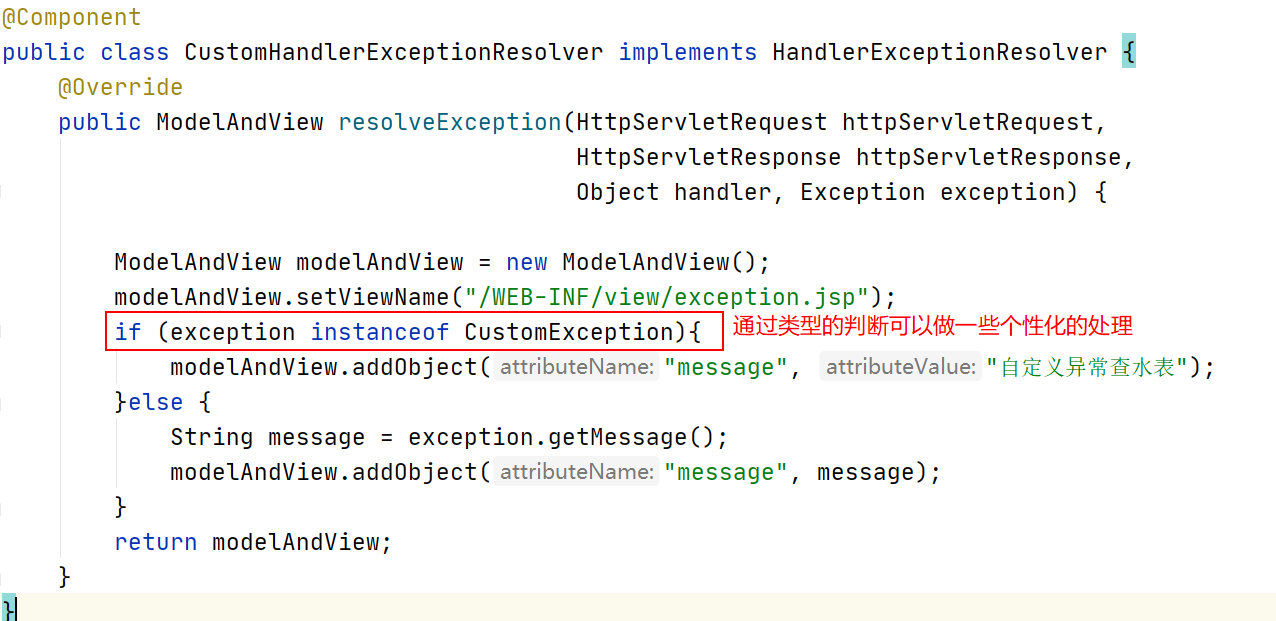 @Component
public class CustomHandlerExceptionResolver implements HandlerExceptionResolver {
@Override
public ModelAndView resolveException(HttpServletRequest httpServletRequest,
HttpServletResponse httpServletResponse,
Object handler, Exception exception) {
ModelAndView modelAndView = new ModelAndView();
modelAndView.setViewName("/WEB-INF/view/exception.jsp");
if (exception instanceof CustomException){ 通过类型的判断可以做一些个性化的处理
modelAndView.addObject( attributeName: "message", attributeValue: "自定义异常查水表");
}else {
String message = exception.getMessage();
modelAndView.addObject( attributeName: "message", message);
}
return modelAndView;
}
}